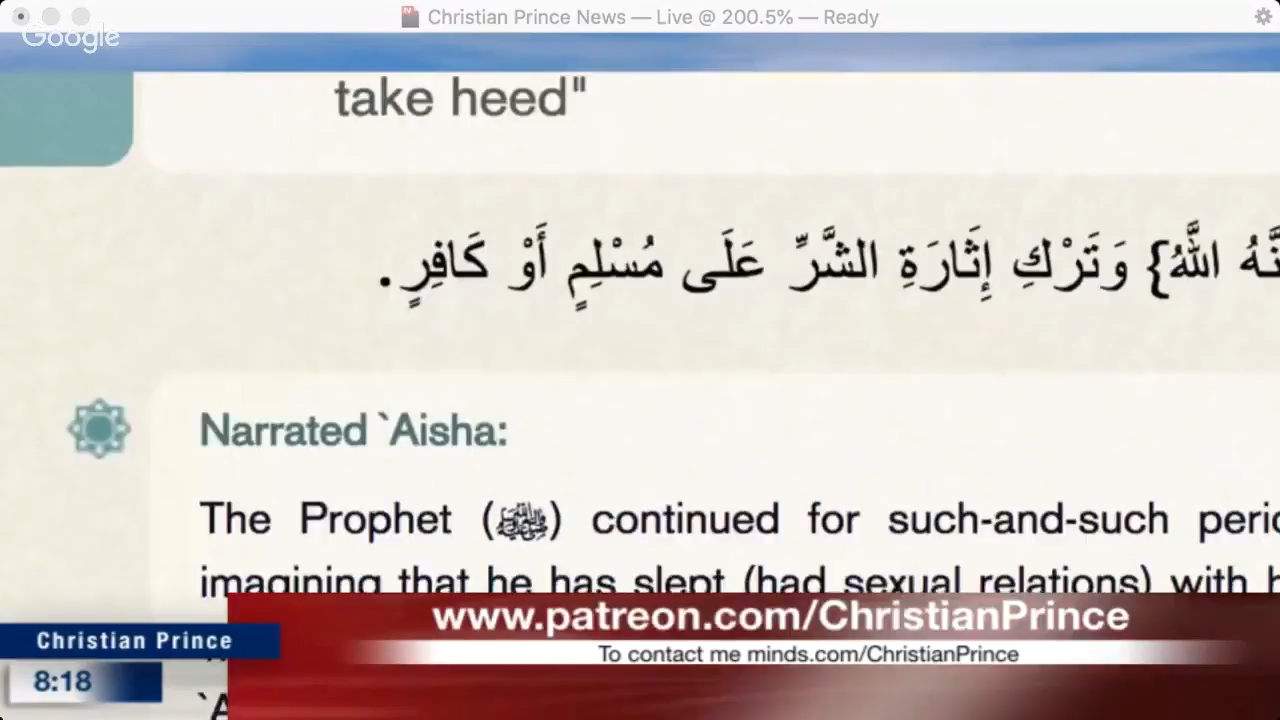 Christian Prince News — Live @ 200.5% — Ready
Google
take heed"
اللَّهُ} وَتَرْكِ إِثَارَةِ الشَّرِّ عَلَى مُسْلِمٍ أَوْ كَافِرٍ .
Narrated `Aisha:
The Prophet (ﷺ) continued for such-and-such
imagining that he has slept (had sexual relations) with
www.patreon.com/ChristianPrince
Christian Prince
To contact me minds.com/ChristianPrince
8:18